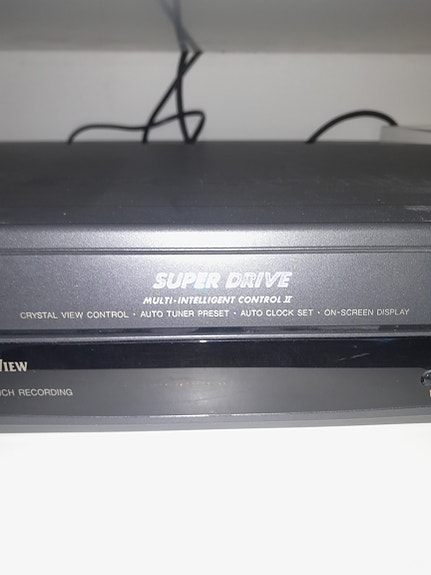 SUPER DRIVE
MULTI-INTELLIGENT CONTROL II
CRYSTAL VIEW CONTROL • AUTO TUNER PRESET • AUTO CLOCK SET • ON-SCREEN DISPLAY
VIEW
CH RECORDING